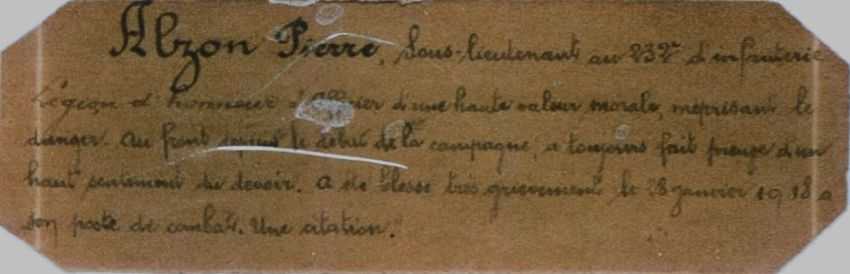 Abzon Pierre, Sous-lieutenant au 232e d'infanterie
Légion d'honneur officier d'une haute valeur morale, méprisant le
danger. Au front depuis le début de la campagne, a toujours fait preuve d'un
haut sentiment du devoir. A été blessé très grièvement le 28 janvier 1918 a
son poste de combat. Une citation.